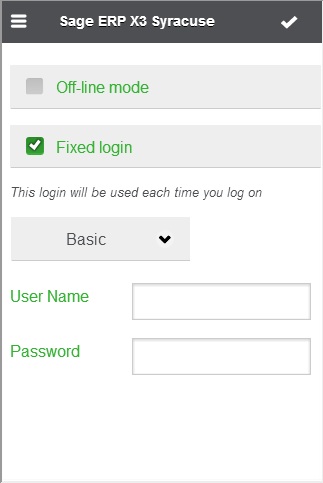 Sage ERP X3 Syracuse
Off-line mode
Fixed login
This login will be used each time you log on
Basic
User Name
Password